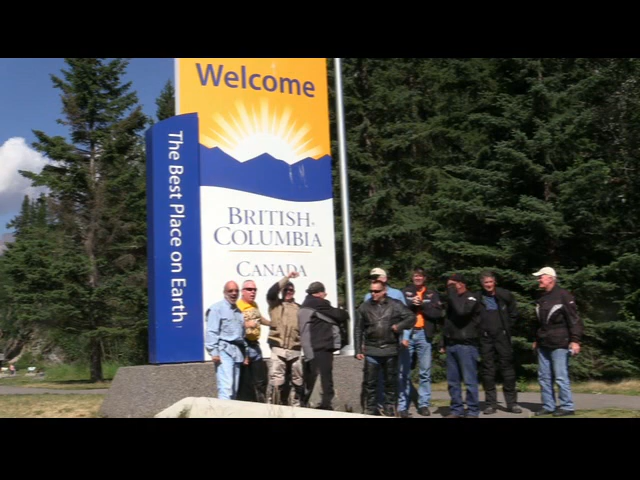 Welcome
The Best Place on Earth
BRITISH
COLUMBIA
CANADA